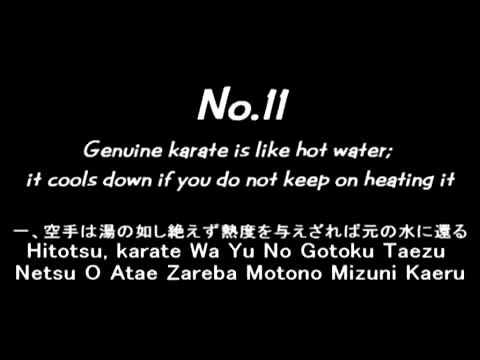 No.11
Genuine karate is like hot water;
it cools down if you do not keep on heating it
一、空手は湯の如し絶えず熱度を与えざれば元の水に還る
Hitotsu, karate Wa Yu No Gotoku Taezu
Netsu O Atae Zareba Motono Mizuni Kaeru